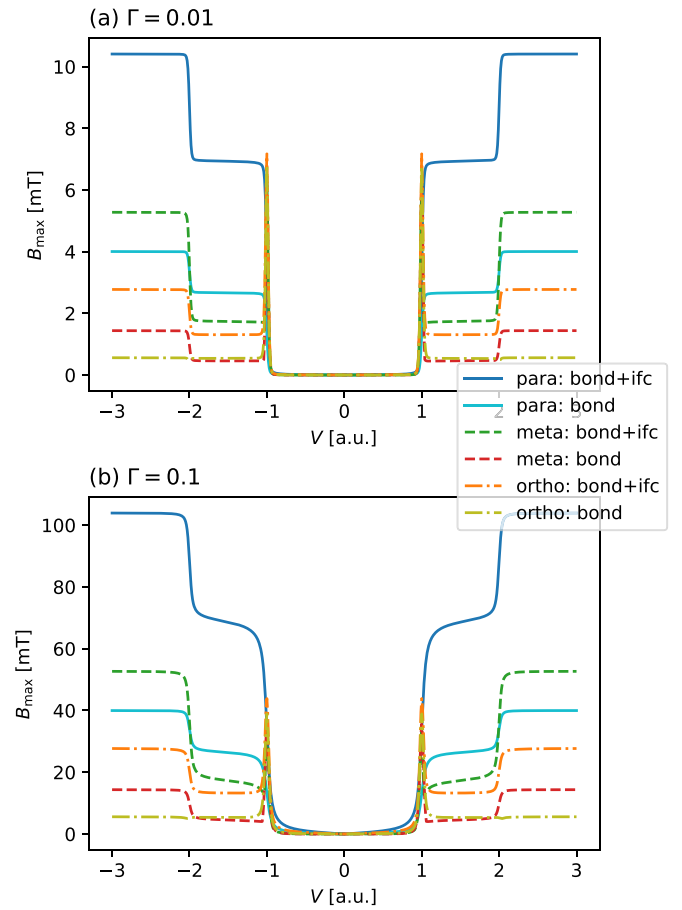 (a) Γ = 0.01
10
8
6
4
2
0
B_max [mT]
−3 −2 −1 0 1 2 3
V [a.u.]
para: bond+ifc
para: bond
meta: bond+ifc
meta: bond
ortho: bond+ifc
ortho: bond
(b) Γ = 0.1
100
80
60
40
20
0
B_max [mT]
−3 −2 −1 0 1 2 3
V [a.u.]